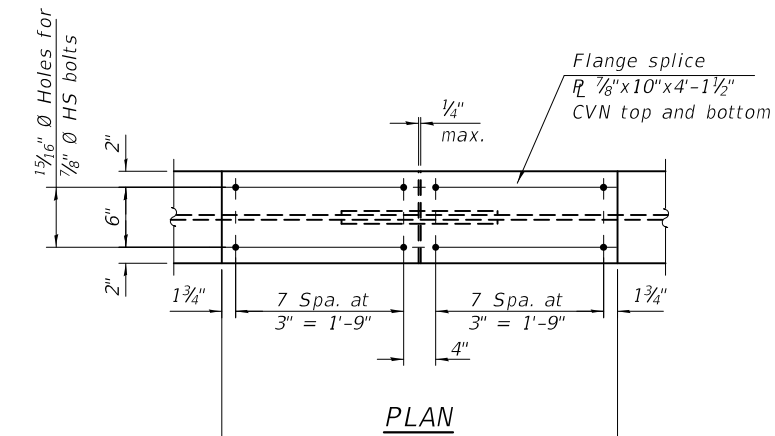 15/16" Ø Holes for
7/8" Ø HS bolts
Flange splice
℄ 7/8"x10"x4'-1 1/2"
CVN top and bottom
1/4"
max.
2"
6"
2"
1 3/4"
7 Spa. at
3" = 1'-9"
7 Spa. at
3" = 1'-9"
1 3/4"
4"
PLAN